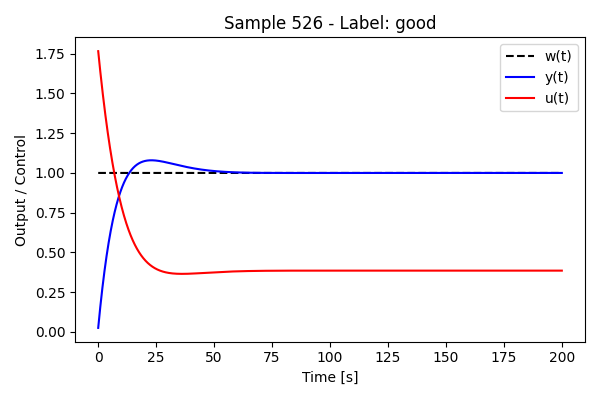 Sample 526 - Label: good
w(t)
y(t)
u(t)
Output / Control
1.75
1.50
1.25
1.00
0.75
0.50
0.25
0.00
0 25 50 75 100 125 150 175 200
Time [s]